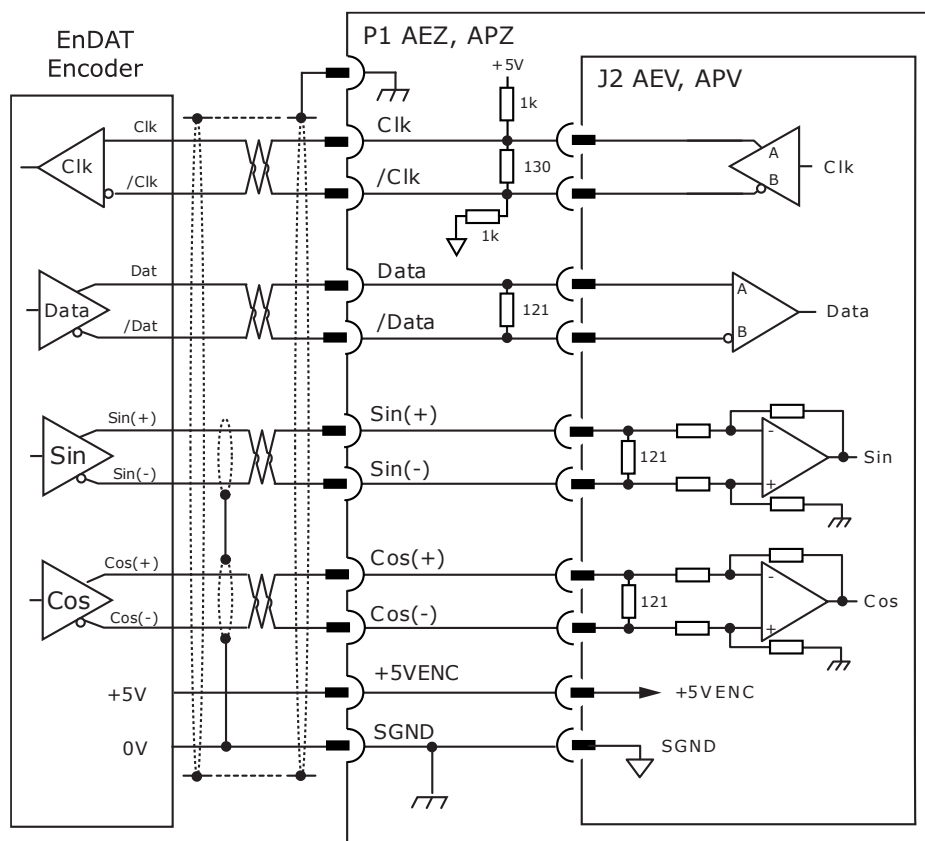 EnDAT
Encoder
P1 AEZ, APZ
J2 AEV, APV
+5V
1k
Clk
Clk
Clk
/Clk
130
/Clk
1k
A
B
Clk
Dat
Data
/Dat
Data
/Data
121
A
B
Data
Sin(+)
Sin
Sin(-)
Sin(+)
Sin(-)
121
-
+
Sin
Cos(+)
Cos
Cos(-)
Cos(+)
Cos(-)
121
-
+
Cos
+5V
+5VENC
+5VENC
0V
SGND
SGND